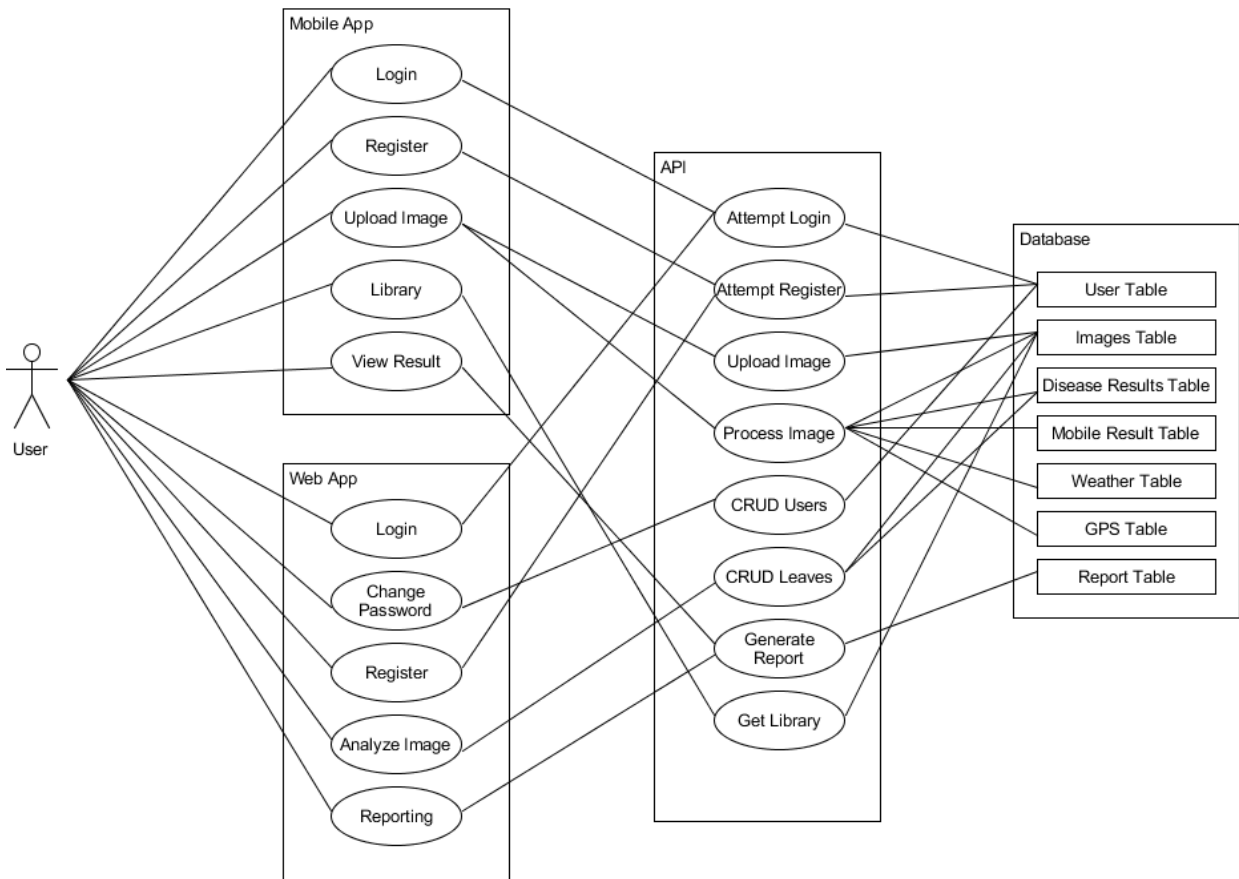 Mobile App
Login
Register
Upload Image
Library
View Result
User
Web App
Login
Change
Password
Register
Analyze Image
Reporting
API
Attempt Login
Attempt Register
Upload Image
Process Image
CRUD Users
CRUD Leaves
Generate
Report
Get Library
Database
User Table
Images Table
Disease Results Table
Mobile Result Table
Weather Table
GPS Table
Report Table